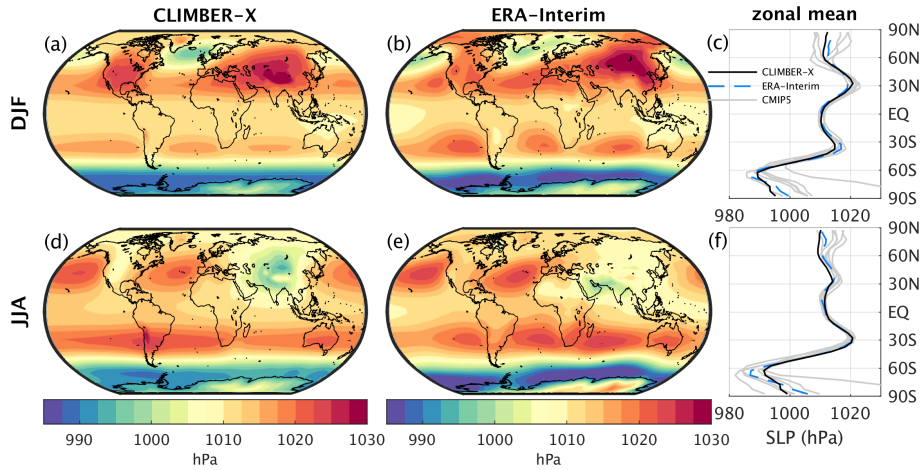 CLIMBER-X ERA-Interim zonal mean
DJF
(a)
(b)
(c)
CLIMBER-X
ERA-Interim
CMIP5
90N
60N
30N
EQ
30S
60S
90S
980 1000 1020
JJA
(d)
(e)
(f)
90N
60N
30N
EQ
30S
60S
90S
980 1000 1020
SLP (hPa)
990 1000 1010 1020 1030
hPa
990 1000 1010 1020 1030
hPa